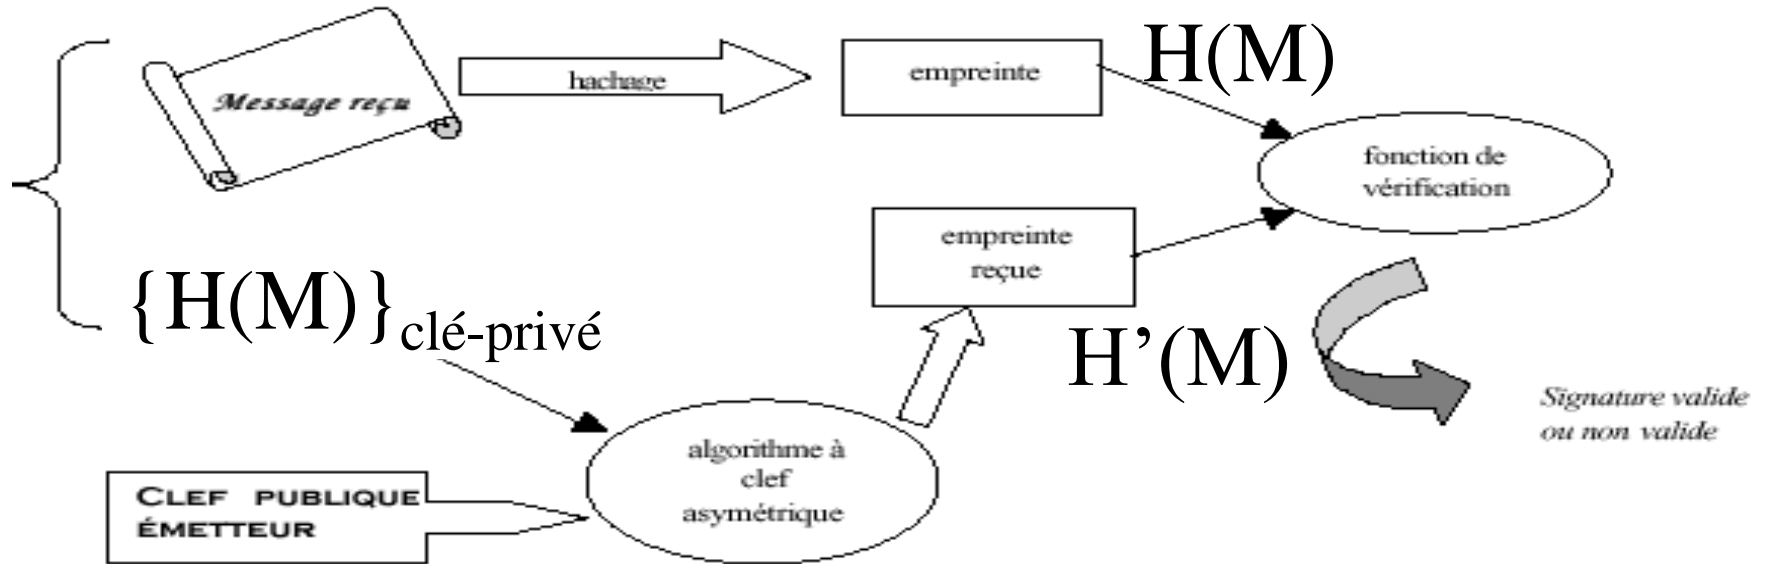 Message reçu
hachage
empreinte
H(M)
fonction de
vérification
empreinte
reçue
{H(M)}clé-privé
H’(M)
Signature valide
ou non valide
algorithme à
clef
asymétrique
CLEF PUBLIQUE
ÉMETTEUR